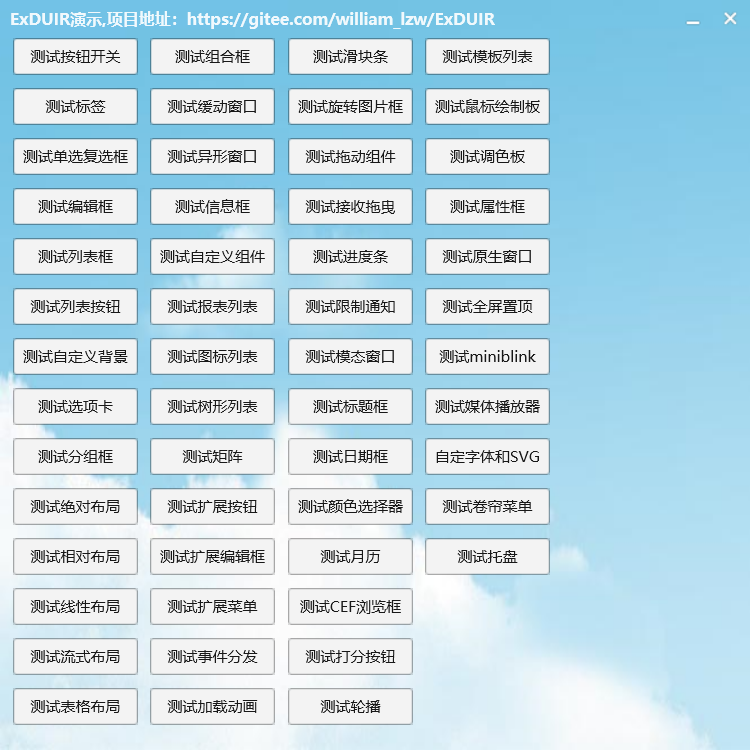 ExDUIR演示,项目地址：https://gitee.com/william_lzw/ExDUIR
测试按钮开关 测试组合框 测试滑块条 测试模板列表
测试标签 测试缓动窗口 测试旋转图片框 测试鼠标绘制板
测试单选复选框 测试异形窗口 测试拖动组件 测试调色板
测试编辑框 测试信息框 测试接收拖曳 测试属性框
测试列表框 测试自定义组件 测试进度条 测试原生窗口
测试列表按钮 测试报表列表 测试限制通知 测试全屏置顶
测试自定义背景 测试图标列表 测试模态窗口 测试miniblink
测试选项卡 测试树形列表 测试标题框 测试媒体播放器
测试分组框 测试矩阵 测试日期框 自定字体和SVG
测试绝对布局 测试扩展按钮 测试颜色选择器 测试卷帘菜单
测试相对布局 测试扩展编辑框 测试月历 测试托盘
测试线性布局 测试扩展菜单 测试CEF浏览框
测试流式布局 测试事件分发 测试打分按钮
测试表格布局 测试加载动画 测试轮播